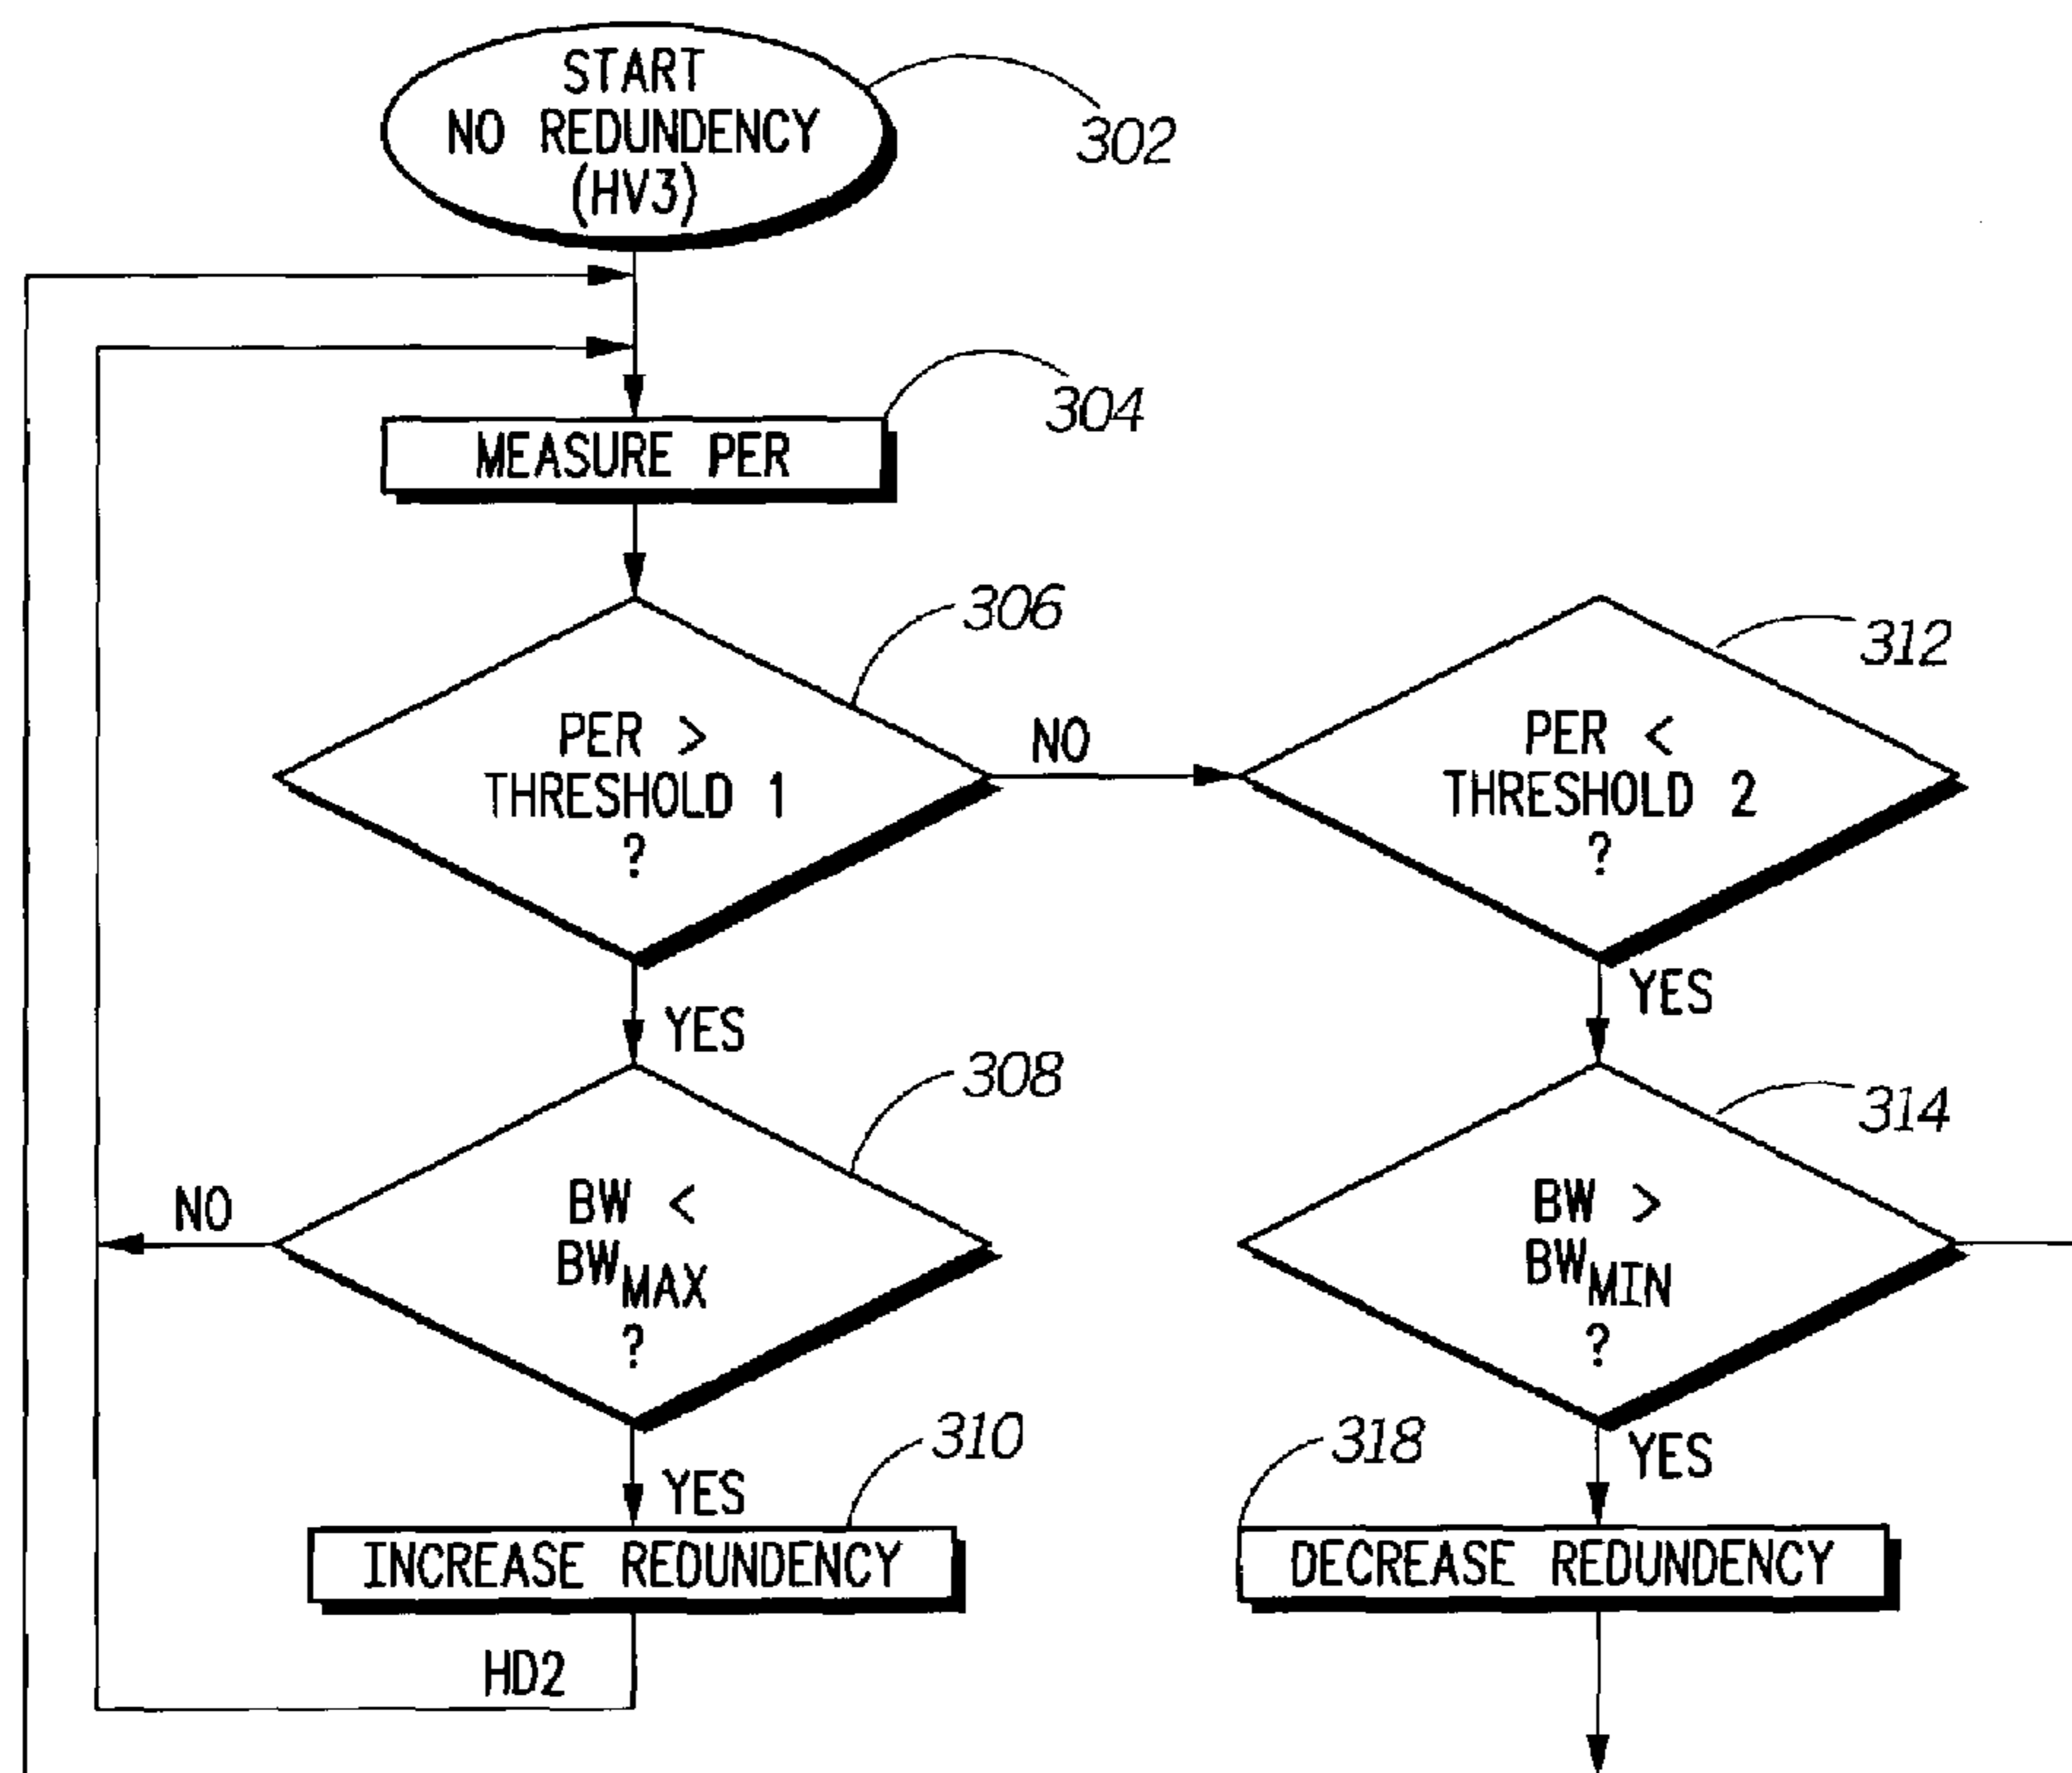 START
NO REDUNDENCY
(HV3)
302
MEASURE PER
304
PER >
THRESHOLD 1
?
306
NO
PER <
THRESHOLD 2
?
312
YES
YES
BW <
BWMAX
?
308
NO
BW >
BWMIN
?
314
YES
YES
INCREASE REDUNDENCY
310
DECREASE REDUNDENCY
318
HD2